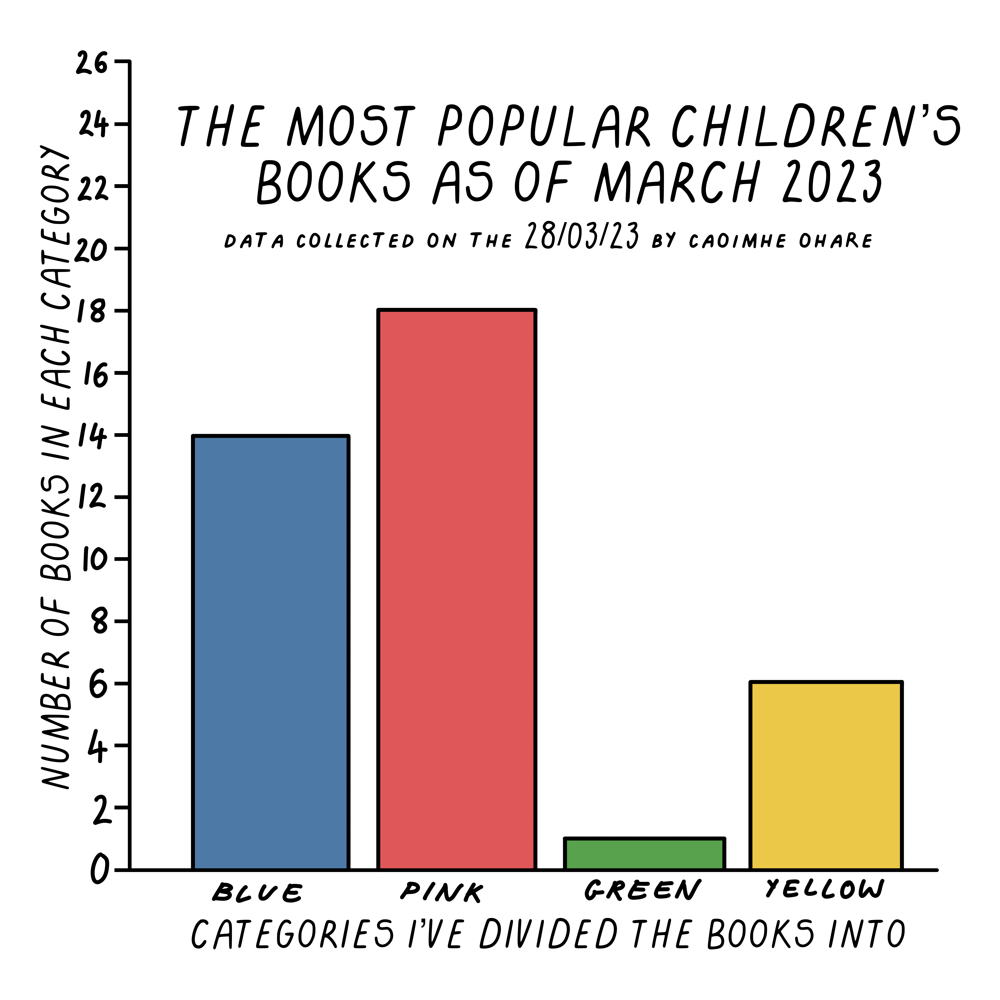 THE MOST POPULAR CHILDREN'S
BOOKS AS OF MARCH 2023
DATA COLLECTED ON THE 28/03/23 BY CAOIMHE OHARE
NUMBER OF BOOKS IN EACH CATEGORY
26
24
22
20
18
16
14
12
10
8
6
4
2
0
BLUE PINK GREEN YELLOW
CATEGORIES I'VE DIVIDED THE BOOKS INTO